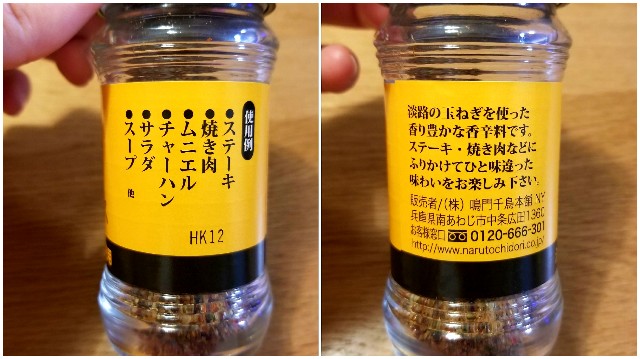 使用例
●ステーキ
●焼き肉
●ムニエル
●チャーハン
●サラダ
●スープ 他
HK12
淡路の玉ねぎを使った
香り豊かな香辛料です。
ステーキ・焼き肉などに
ふりかけてひと味違った
味わいをお楽しみ下さい。
販売者/(株)鳴門千鳥本舗 NY
兵庫県南あわじ市中条広田1360
お客様窓口 0120-666-301
http://www.narutochidori.co.jp/